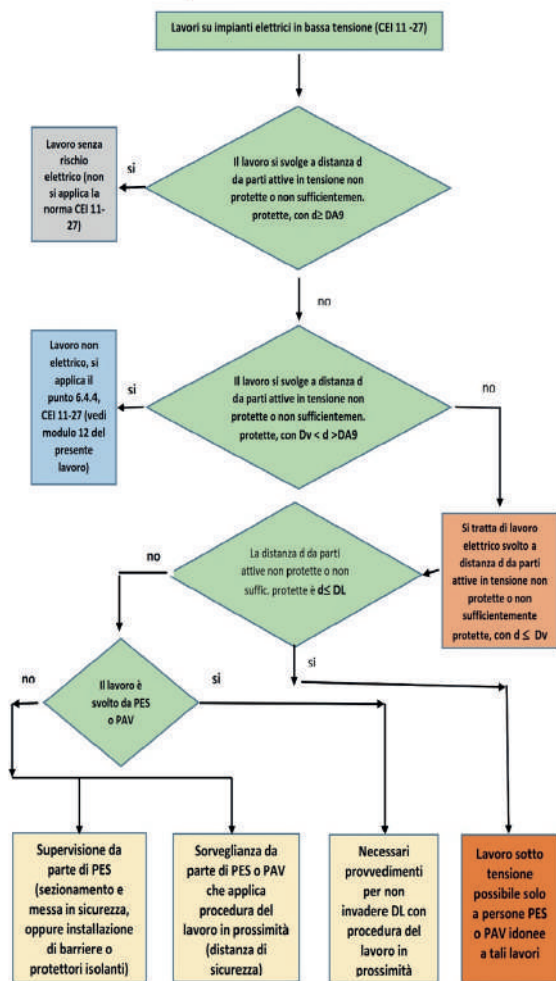 Lavori su impianti elettrici in bassa tensione (CEI 11 -27)
Lavoro senza
rischio
elettrico (non
si applica la
norma CEI 11-
27)
si
Il lavoro si svolge a distanza d
da parti attive in tensione non
protette o non sufficientemen.
protette, con d≥ DA9
no
Lavoro non
elettrico, si
applica il
punto 6.4.4,
CEI 11-27 (vedi
modulo 12 del
presente
lavoro)
si
Il lavoro si svolge a distanza d
da parti attive in tensione non
protette o non sufficientemen.
protette, con Dv < d >DA9
no
Si tratta di lavoro
elettrico svolto a
distanza d da parti
attive in tensione non
protette o non
sufficientemente
protette, con d ≤ Dv
no
La distanza d da parti
attive non protette o non
suffic. protette è d≤ DL
si
no
Il lavoro è
svolto da PES
o PAV
si
Supervisione da
parte di PES
(sezionamento e
messa in sicurezza,
oppure installazione
di barriere o
protettori isolanti)
Sorveglianza da
parte di PES o PAV
che applica
procedura del
lavoro in prossimità
(distanza di
sicurezza)
Necessari
provvedimenti
per non
invadere DL con
procedura del
lavoro in
prossimità
Lavoro sotto
tensione
possibile solo
a persone PES
o PAV idonee
a tali lavori